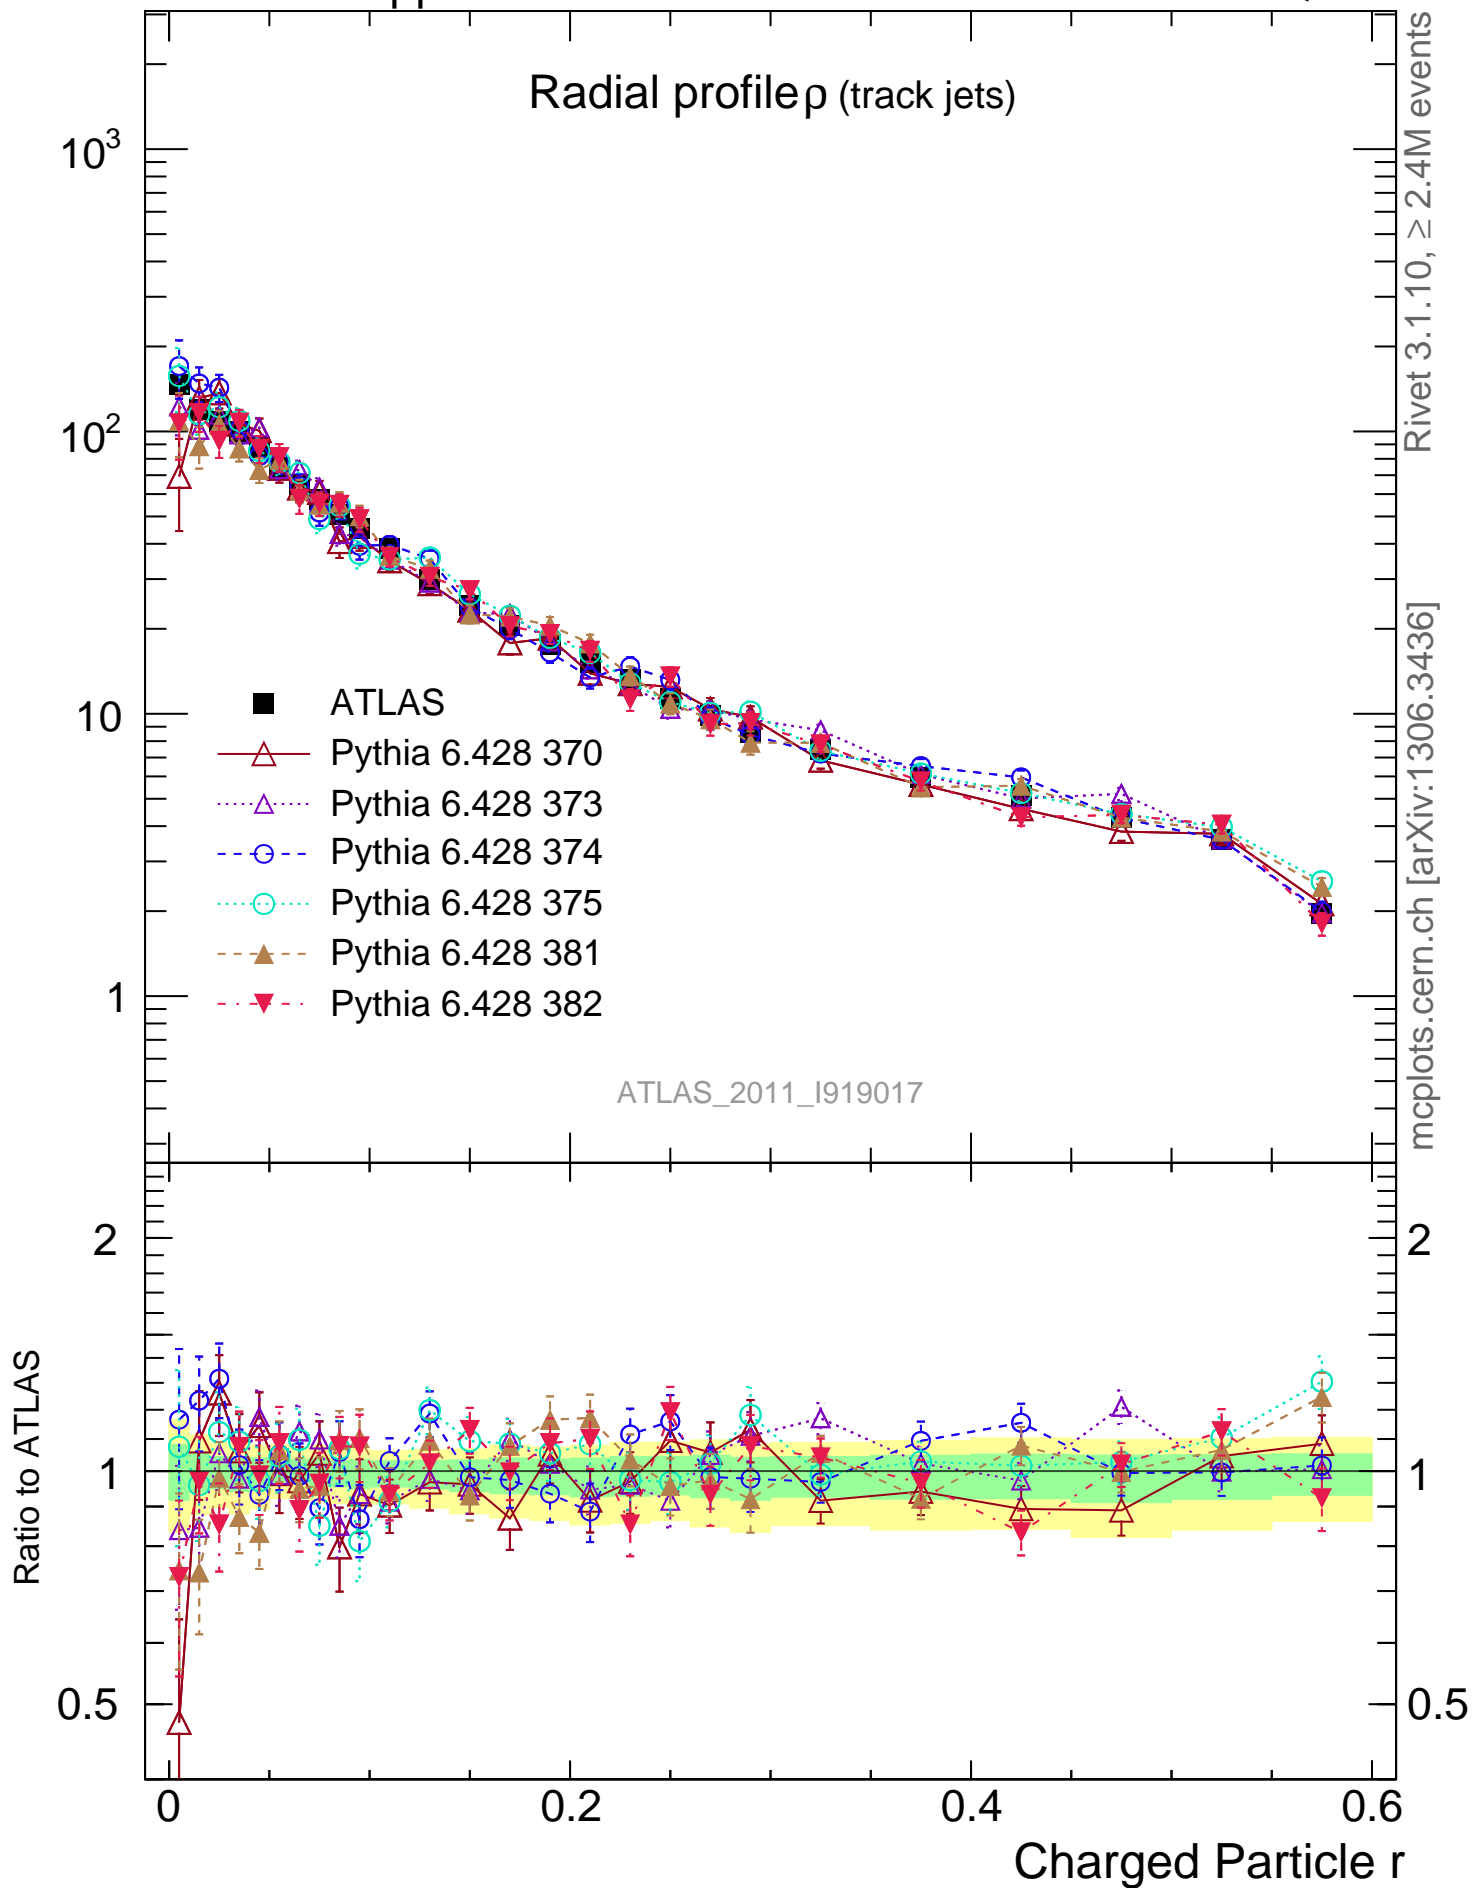 pp
Radial profile ρ (track jets)
10³
10²
10
1
ATLAS
Pythia 6.428 370
Pythia 6.428 373
Pythia 6.428 374
Pythia 6.428 375
Pythia 6.428 381
Pythia 6.428 382
ATLAS_2011_I919017
Rivet 3.1.10, ≥ 2.4M events
mcplots.cern.ch [arXiv:1306.3436]
Ratio to ATLAS
2
1
0.5
2
1
0.5
0
0.2
0.4
0.6
Charged Particle r